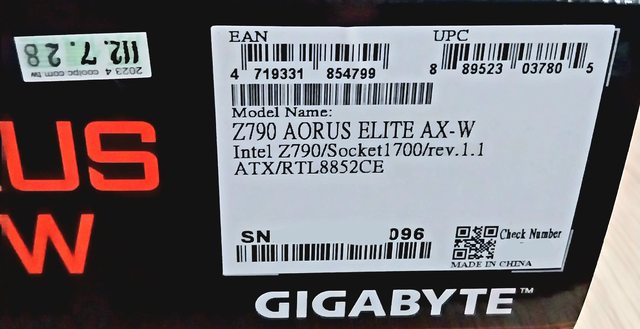 EAN
UPC
4 719331 854799
8 89523 03780 5
Model Name:
Z790 AORUS ELITE AX-W
Intel Z790/Socket1700/rev.1.1
ATX/RTL8852CE
SN 096
Check Number
MADE IN CHINA
GIGABYTE™
112.7.28
2023 4 coolpc.com.tw
US
W